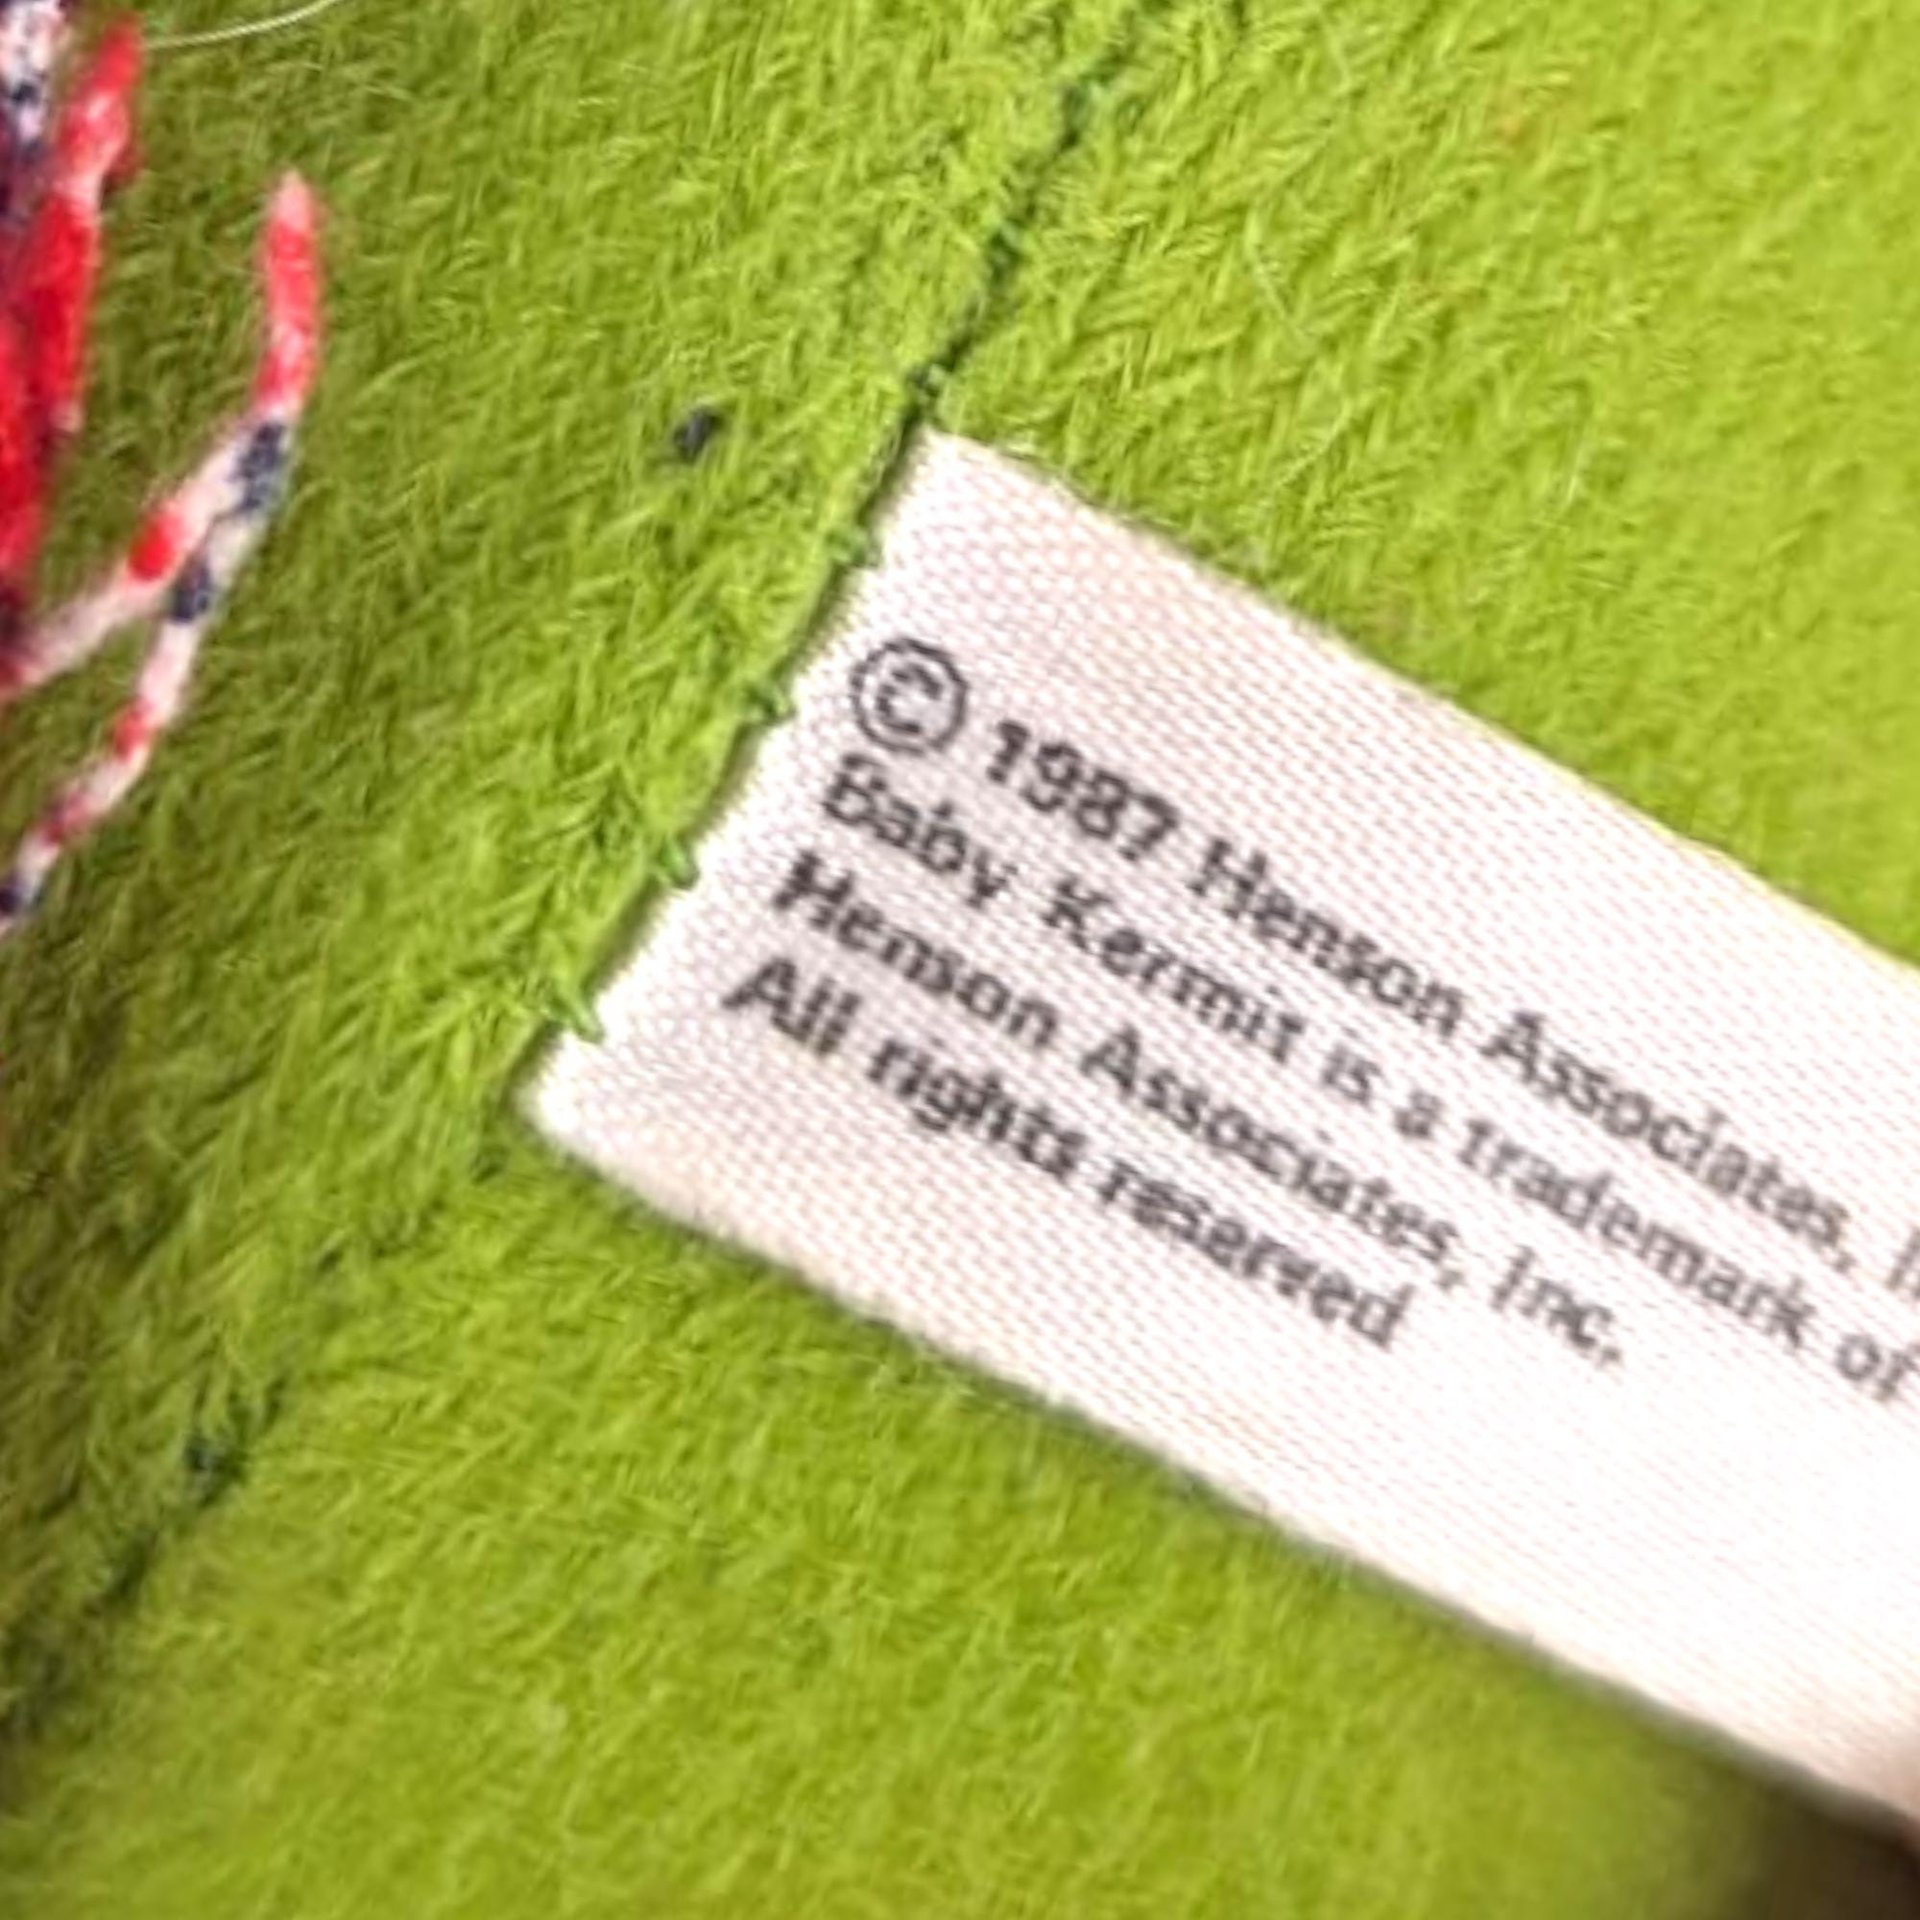 © 1987 Henson Associates,
Baby Kermit is a trademark of
Henson Associates, Inc.
All rights reserved